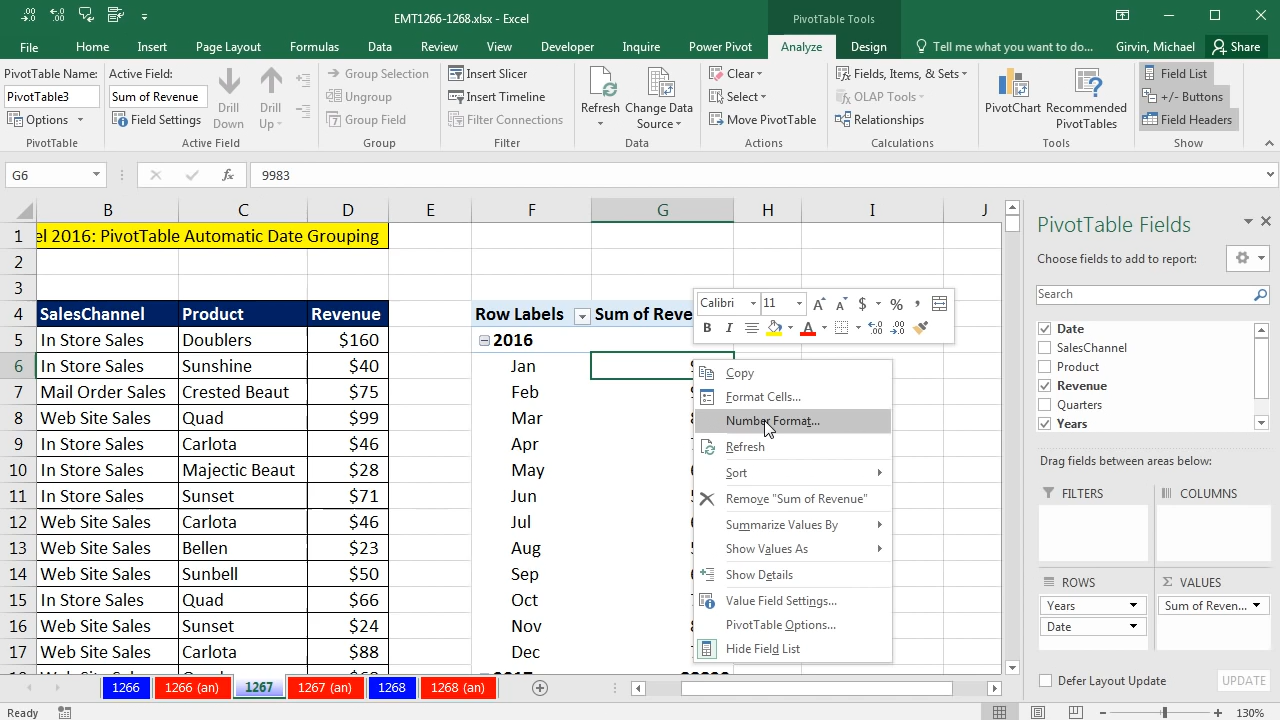 EMT1266-1268.xlsx - Excel
PivotTable Tools
File Home Insert Page Layout Formulas Data Review View Developer Inquire Power Pivot Analyze Design Tell me what you want to do... Girvin, Michael Share
PivotTable Name:
PivotTable3
Options
PivotTable
Active Field:
Sum of Revenue
Field Settings
Drill
Down
Drill
Up
Active Field
Group Selection
Ungroup
Group Field
Group
Insert Slicer
Insert Timeline
Filter Connections
Filter
Refresh
Change Data
Source
Data
Clear
Select
Move PivotTable
Actions
Fields, Items, & Sets
OLAP Tools
Relationships
Calculations
PivotChart
Recommended
PivotTables
Tools
Field List
+/- Buttons
Field Headers
Show
G6
fx
9983
B C D E F G H I J
1 el 2016: PivotTable Automatic Date Grouping
2
3
4 SalesChannel Product Revenue Row Labels Sum of Reve
5 In Store Sales Doublers $160 2016
6 In Store Sales Sunshine $40 Jan
7 Mail Order Sales Crested Beaut $75 Feb
8 Web Site Sales Quad $99 Mar
9 In Store Sales Carlota $46 Apr
10 In Store Sales Majectic Beaut $28 May
11 In Store Sales Sunset $71 Jun
12 Web Site Sales Carlota $46 Jul
13 Web Site Sales Bellen $23 Aug
14 Web Site Sales Sunbell $50 Sep
15 In Store Sales Quad $66 Oct
16 Web Site Sales Sunset $24 Nov
17 Web Site Sales Carlota $88 Dec
Calibri 11 A A $ % ,
B I A
Copy
Format Cells...
Number Format...
Refresh
Sort
Remove "Sum of Revenue"
Summarize Values By
Show Values As
Show Details
Value Field Settings...
PivotTable Options...
Hide Field List
PivotTable Fields
Choose fields to add to report:
Search
Date
SalesChannel
Product
Revenue
Quarters
Years
Drag fields between areas below:
FILTERS
COLUMNS
ROWS
Years
Date
Σ VALUES
Sum of Reven...
Defer Layout Update
UPDATE
1266 1266 (an) 1267 1267 (an) 1268 1268 (an)
Ready
130%